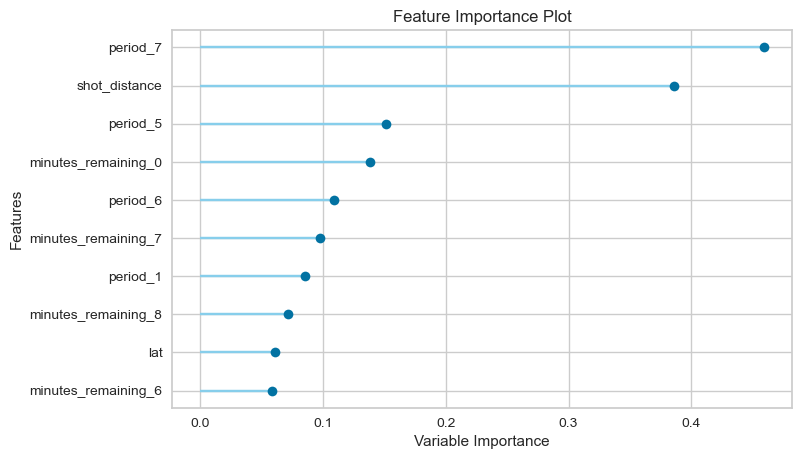 Feature Importance Plot
period_7
shot_distance
period_5
minutes_remaining_0
period_6
minutes_remaining_7
period_1
minutes_remaining_8
lat
minutes_remaining_6
Features
0.0 0.1 0.2 0.3 0.4
Variable Importance